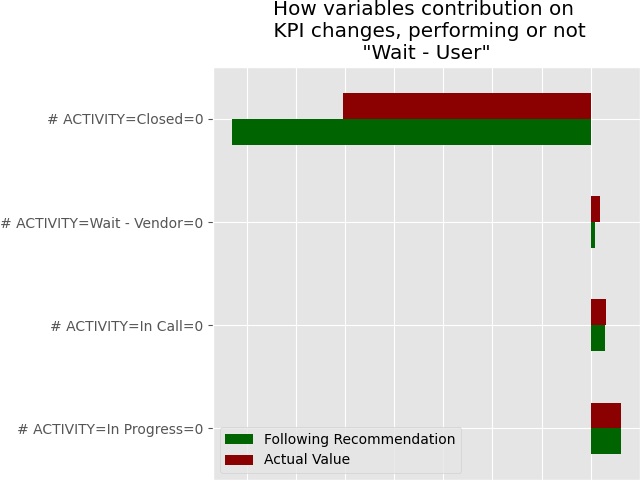 How variables contribution on
KPI changes, performing or not
"Wait - User"
# ACTIVITY=Closed=0
# ACTIVITY=Wait - Vendor=0
# ACTIVITY=In Call=0
# ACTIVITY=In Progress=0
Following Recommendation
Actual Value